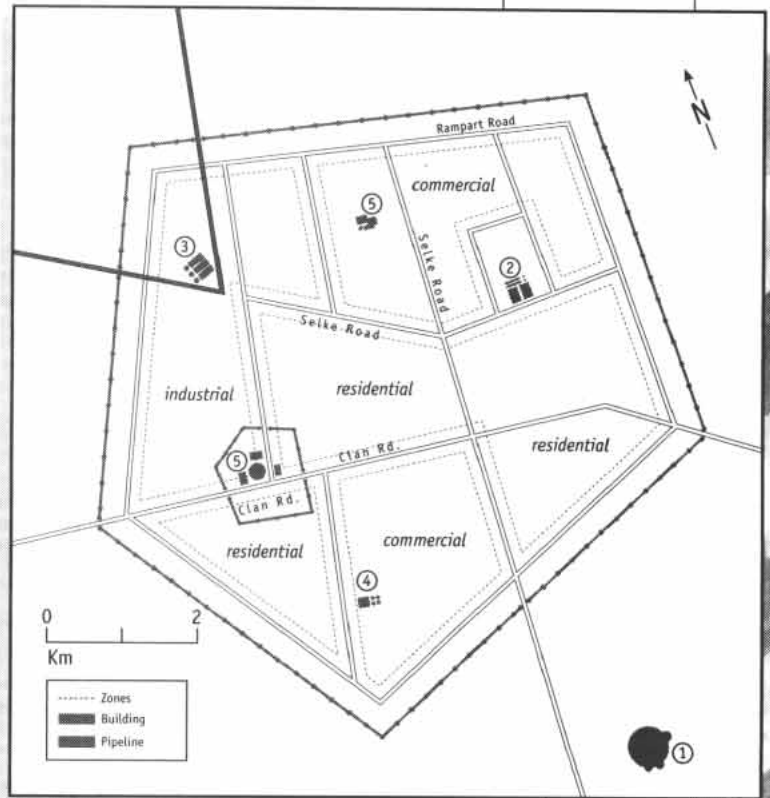 N
Rampart Road
commercial
5
Selke Road
3
2
Selke Road
industrial
residential
5
Clan Rd.
residential
Clan Rd.
residential
commercial
4
0 2
Km
Zones
Building
Pipeline
1